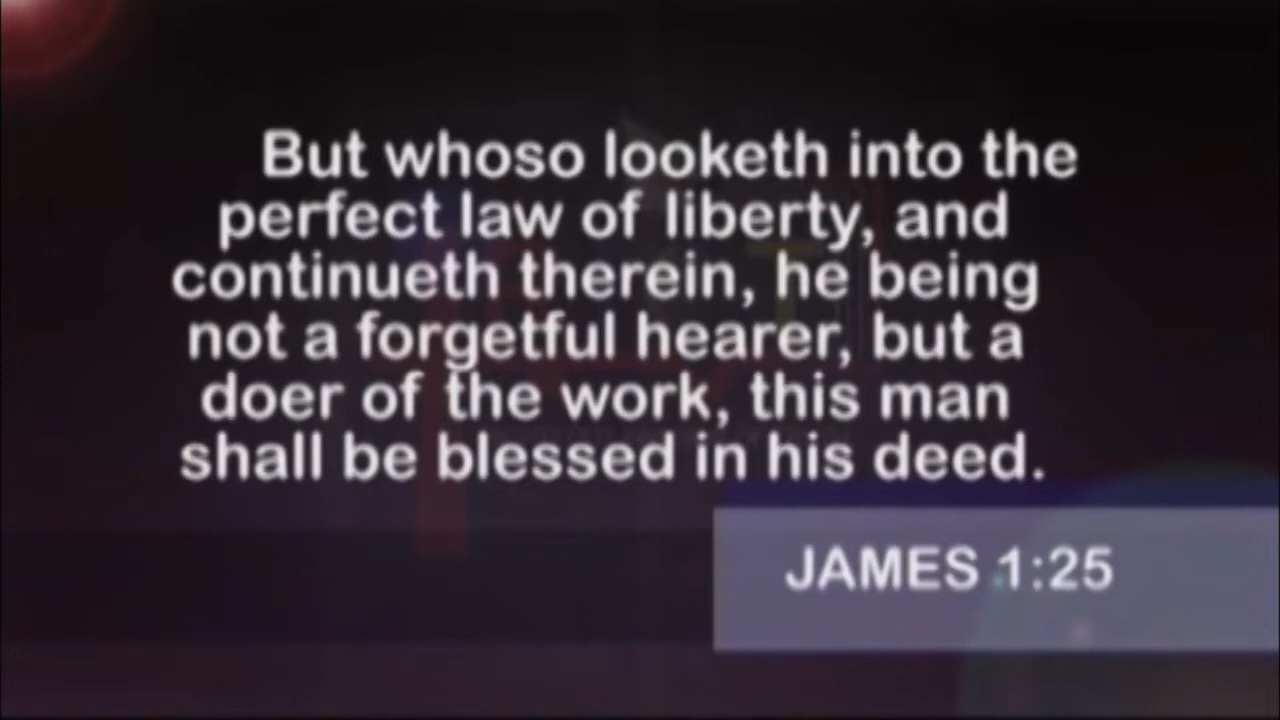 But whoso looketh into the
perfect law of liberty, and
continueth therein, he being
not a forgetful hearer, but a
doer of the work, this man
shall be blessed in his deed.
JAMES 1:25